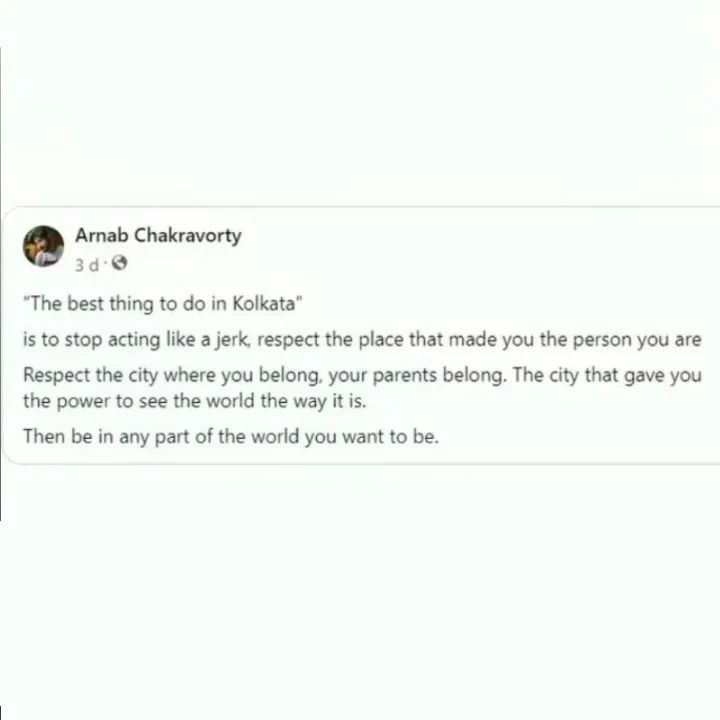 Arnab Chakravorty
3 d ·
“The best thing to do in Kolkata”
is to stop acting like a jerk, respect the place that made you the person you are
Respect the city where you belong, your parents belong. The city that gave you
the power to see the world the way it is.
Then be in any part of the world you want to be.